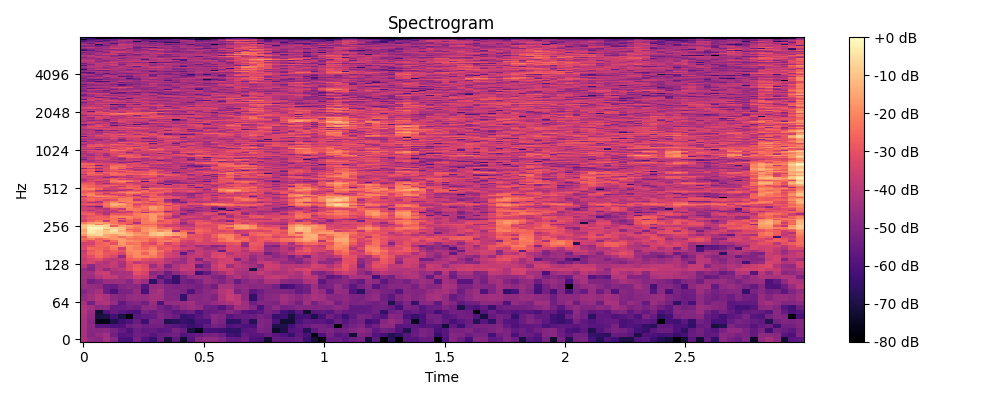 Spectrogram
Hz
4096
2048
1024
512
256
128
64
0
0
0.5
1
1.5
2
2.5
Time
+0 dB
-10 dB
-20 dB
-30 dB
-40 dB
-50 dB
-60 dB
-70 dB
-80 dB